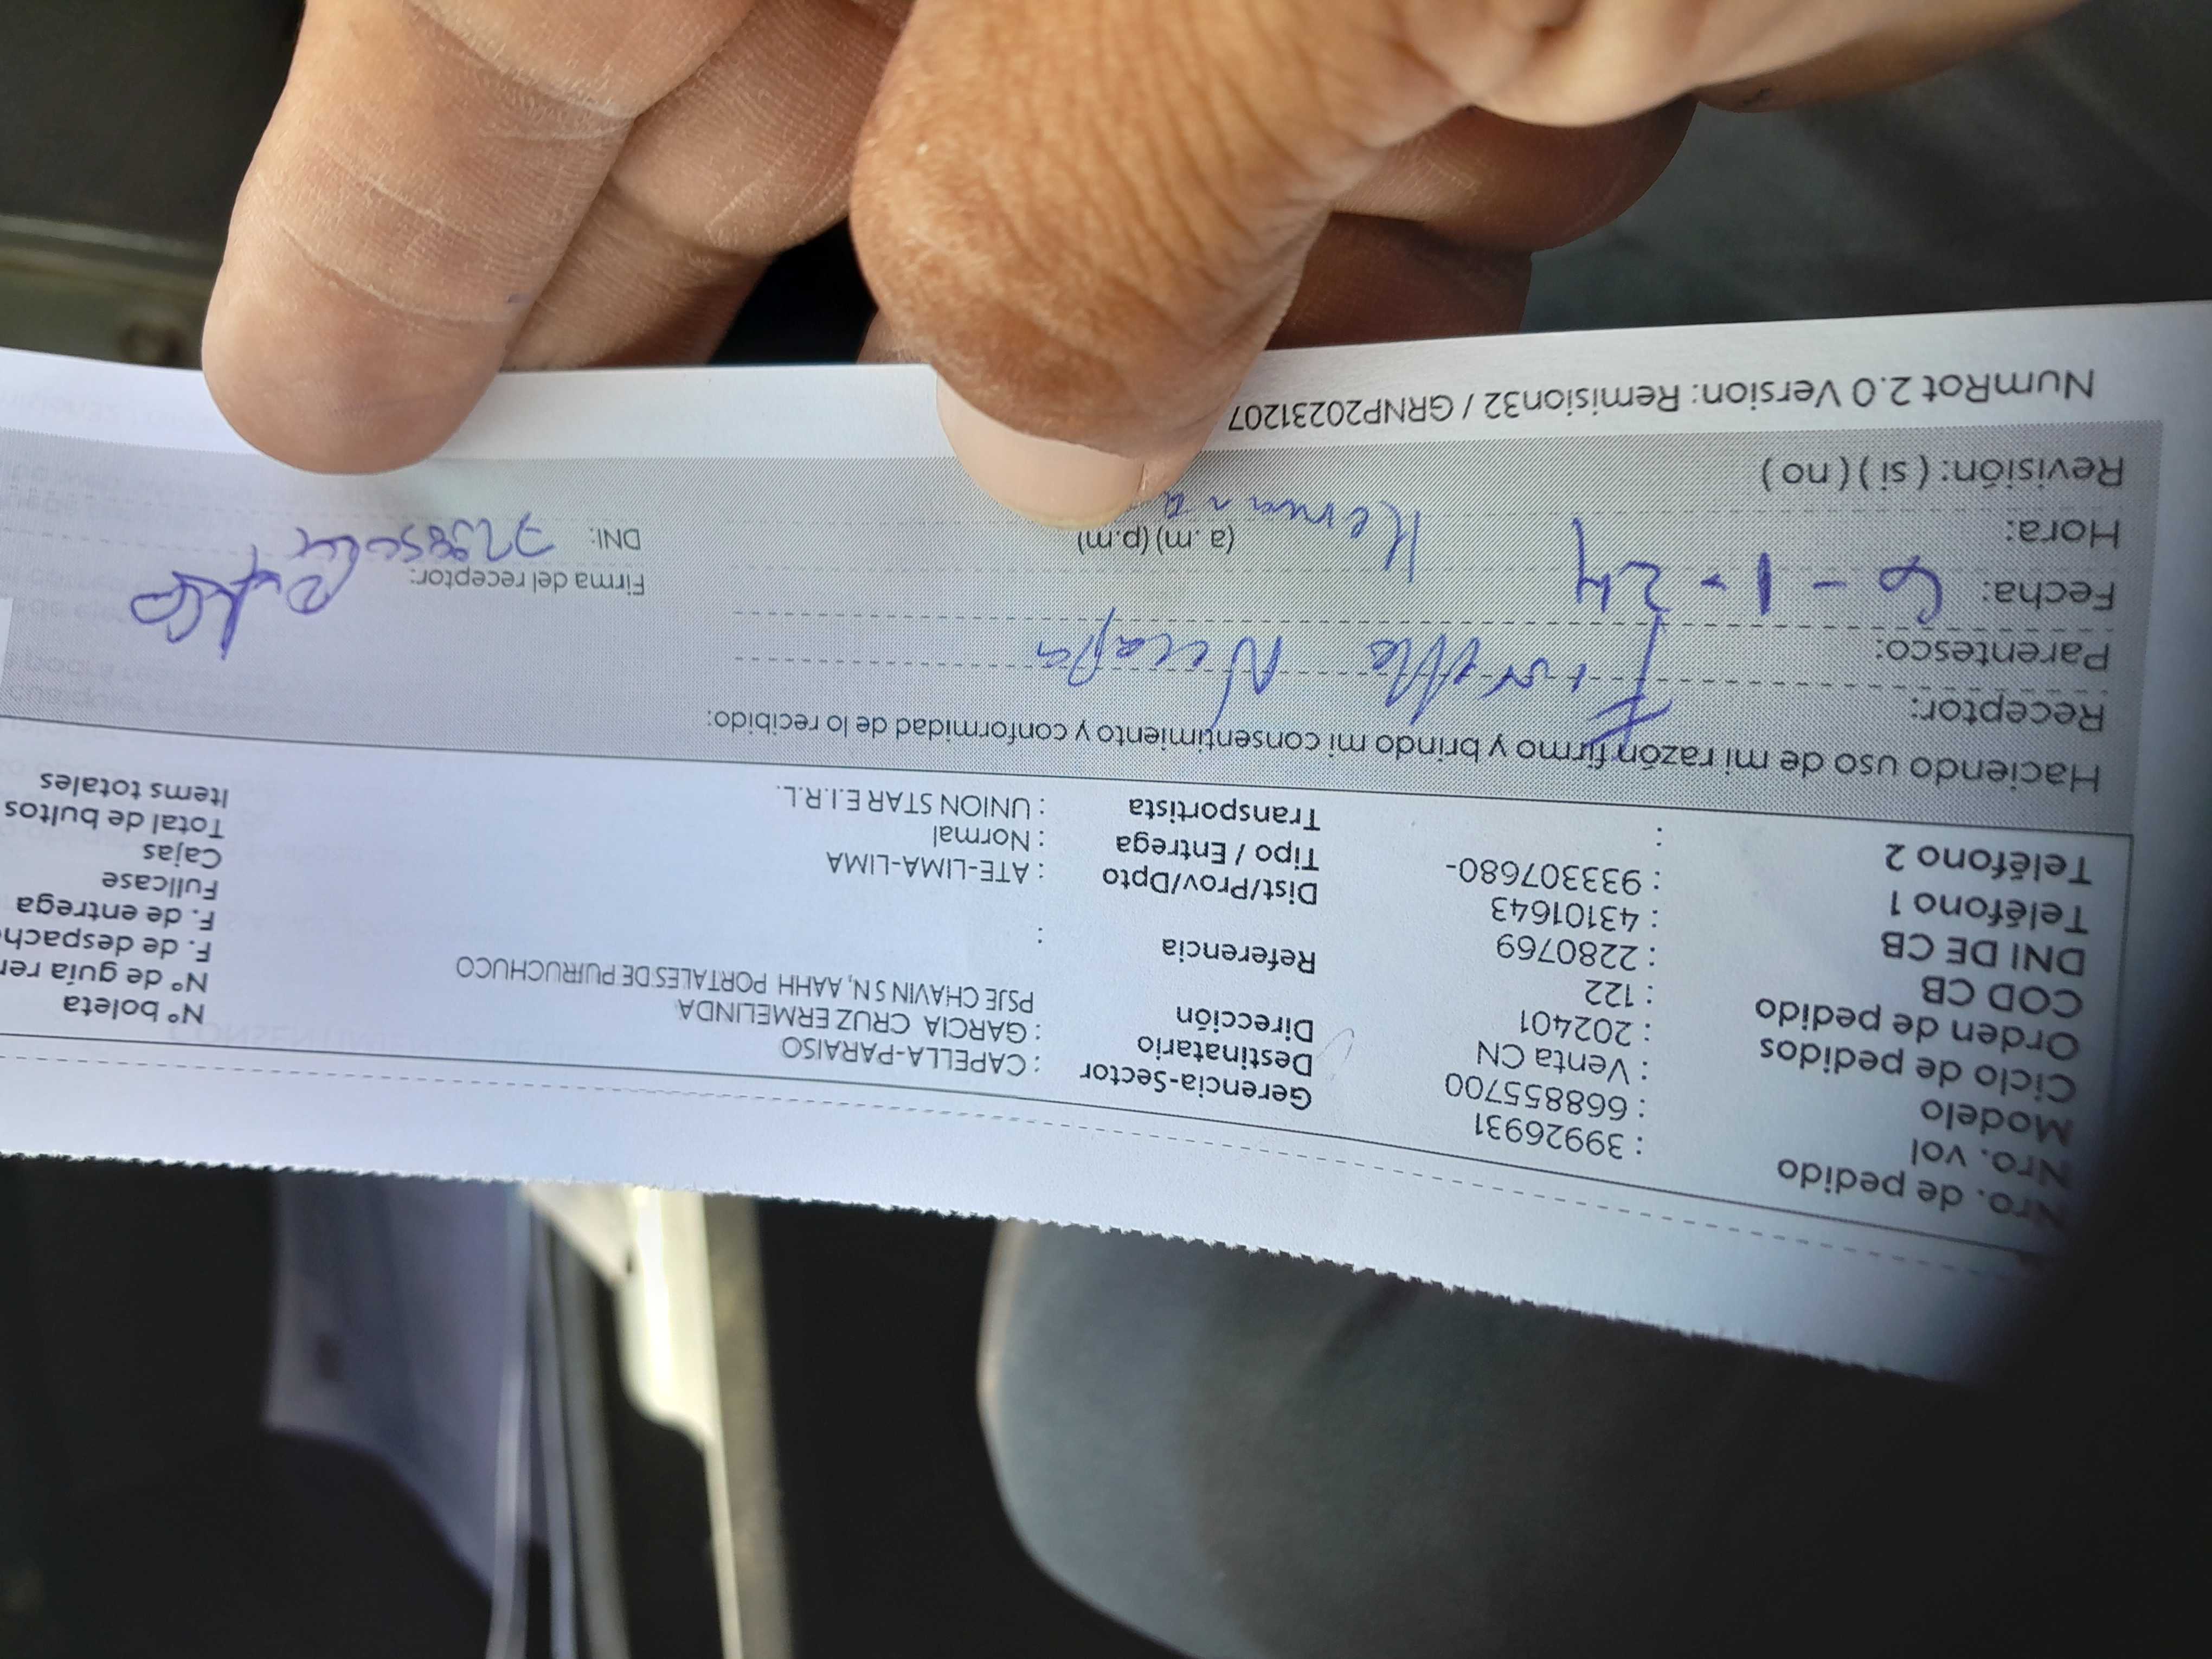 Nro. de pedido : 39926931
Nro. vol : 668855700
Modelo : Venta CN
Ciclo de pedidos : 202401
Orden de pedido : 122
COD CB : 2280769
DNI DE CB : 43101643
Teléfono 1 : 933307680-
Teléfono 2 :
Gerencia-Sector : CAPELLA-PARAISO
Destinatario : GARCIA CRUZ ERMELINDA
Dirección PSJE CHAVIN S N, AAHH PORTALES DE PURUCHUCO
Referencia :
Dist/Prov/Dpto : ATE-LIMA-LIMA
Tipo / Entrega : Normal
Transportista : UNION STAR E.I.R.L.
N° boleta
N° de guía
F. de despach
F. de entrega
Fullcase
Cajas
Total de bultos
Items totales
Haciendo uso de mi razón firmo y brindo mi consentimiento y conformidad de lo recibido:
Receptor:
Parentesco:
Fecha: 6 - 1 - 24
Hora: (a .m) (p.m)
Revisión: ( si ) ( no )
Firma del receptor:
DNI:
NumRot 2.0 Version: Remision32 / GRNP20231207